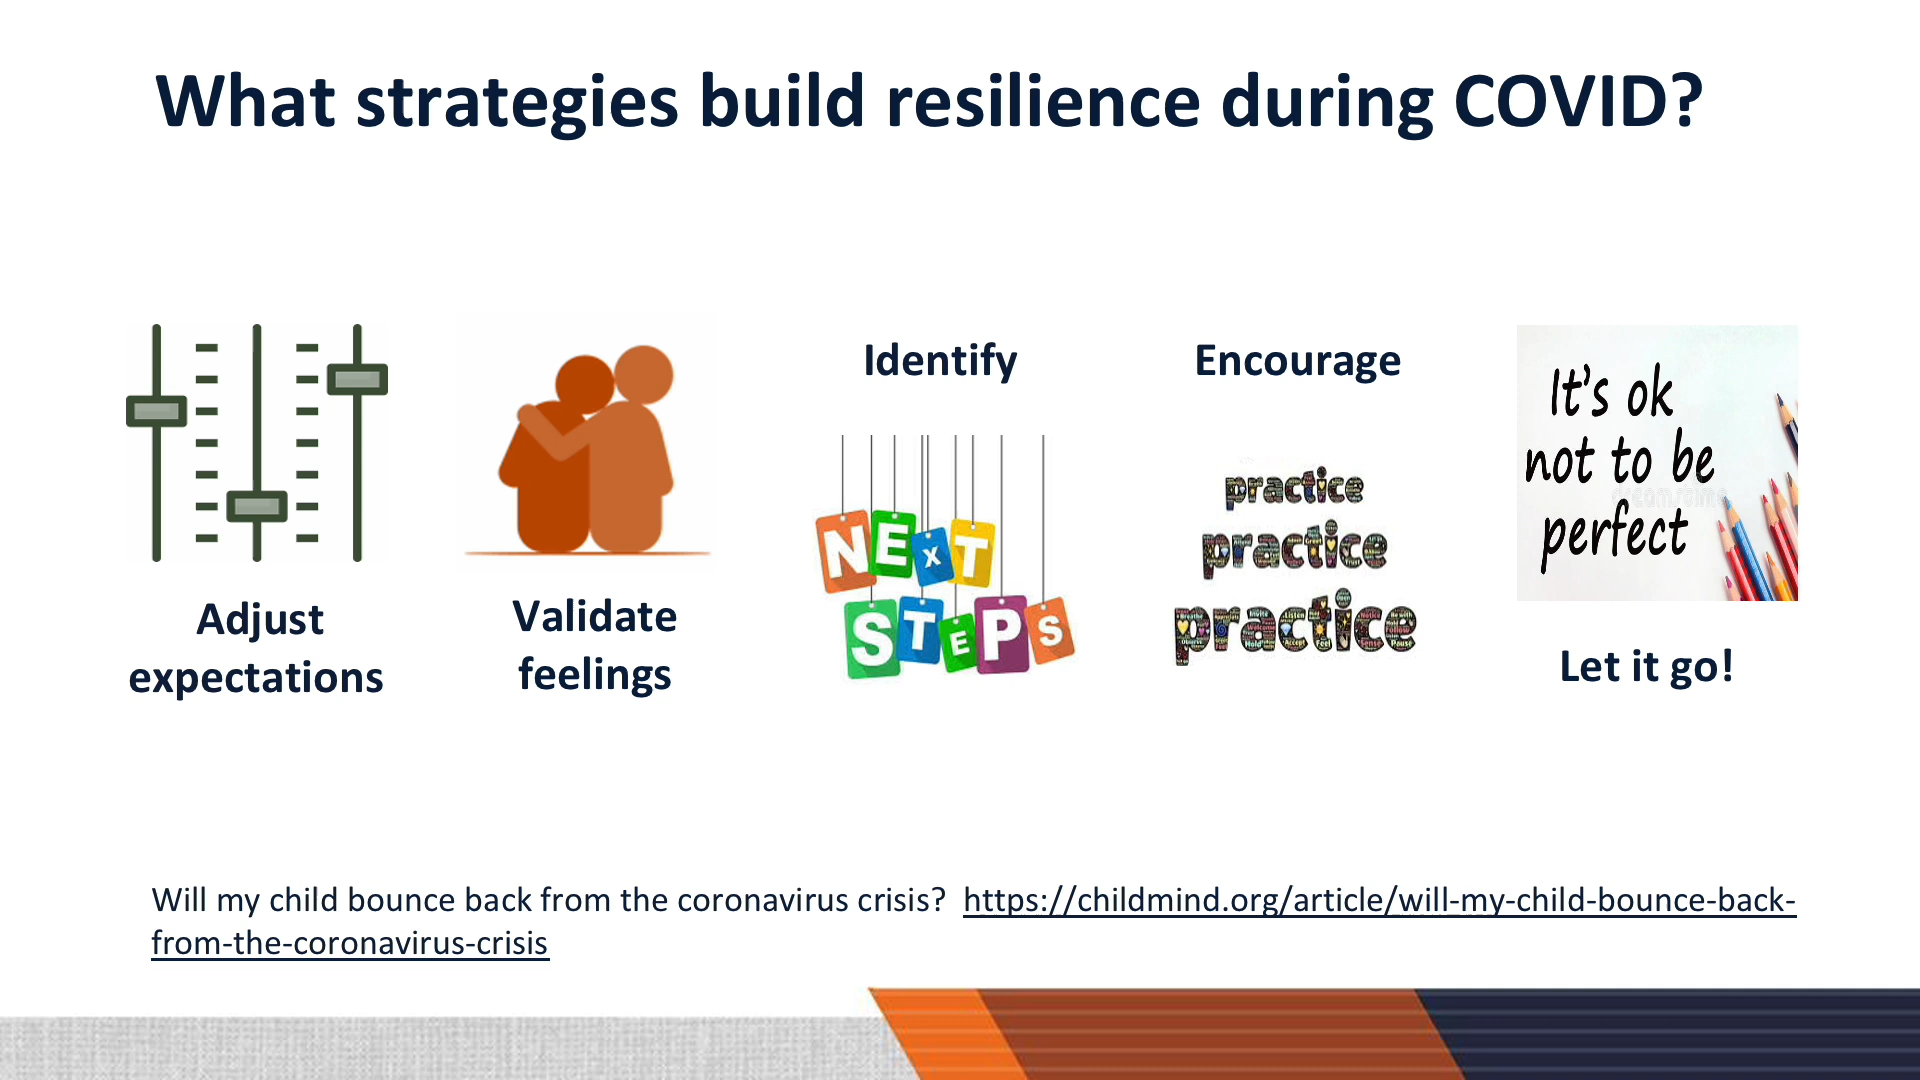 What strategies build resilience during COVID?
Adjust
expectations
Validate
feelings
Identify
NExT
STePS
Encourage
practice
practice
practice
It's ok
not to be
perfect
Let it go!
Will my child bounce back from the coronavirus crisis? https://childmind.org/article/will-my-child-bounce-back-
from-the-coronavirus-crisis